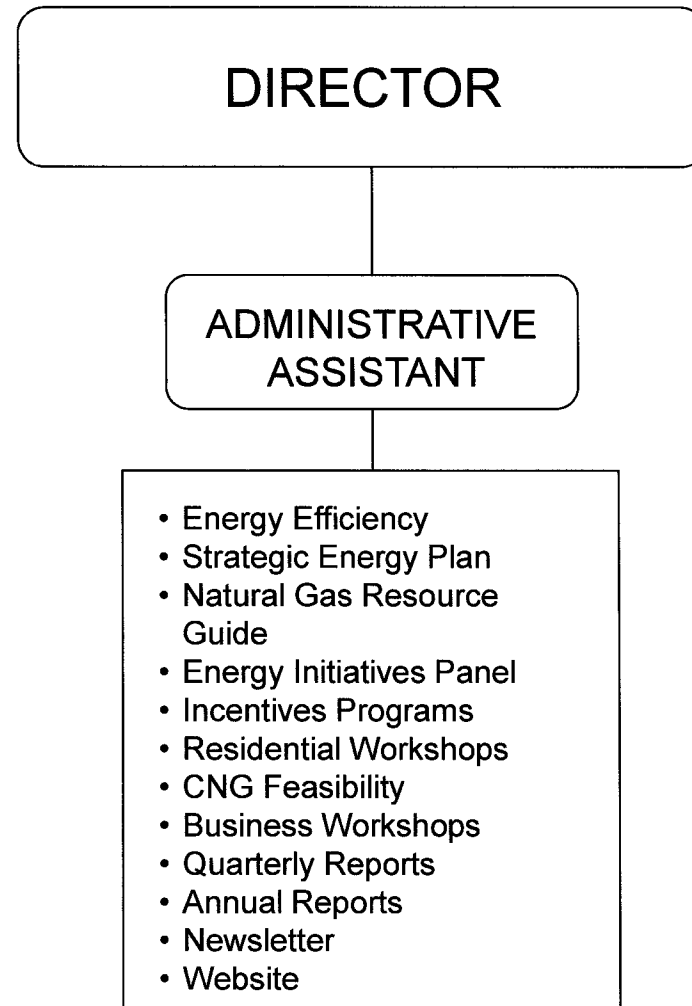 DIRECTOR
ADMINISTRATIVE
ASSISTANT
• Energy Efficiency
• Strategic Energy Plan
• Natural Gas Resource
Guide
• Energy Initiatives Panel
• Incentives Programs
• Residential Workshops
• CNG Feasibility
• Business Workshops
• Quarterly Reports
• Annual Reports
• Newsletter
• Website